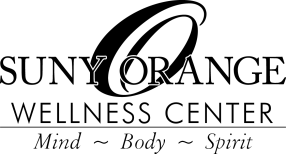 SUNY ORANGE
WELLNESS CENTER
Mind ~ Body ~ Spirit